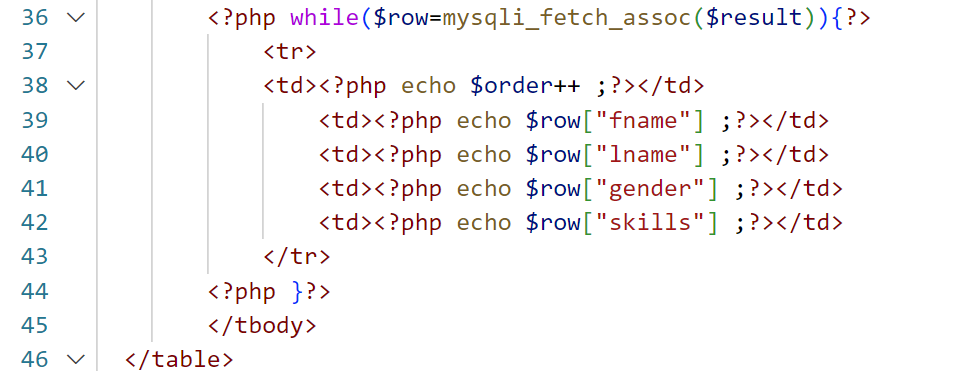 36 <?php while($row=mysqli_fetch_assoc($result)){?>
37 <tr>
38 <td><?php echo $order++ ;?></td>
39 <td><?php echo $row["fname"] ;?></td>
40 <td><?php echo $row["lname"] ;?></td>
41 <td><?php echo $row["gender"] ;?></td>
42 <td><?php echo $row["skills"] ;?></td>
43 </tr>
44 <?php }?>
45 </tbody>
46 </table>